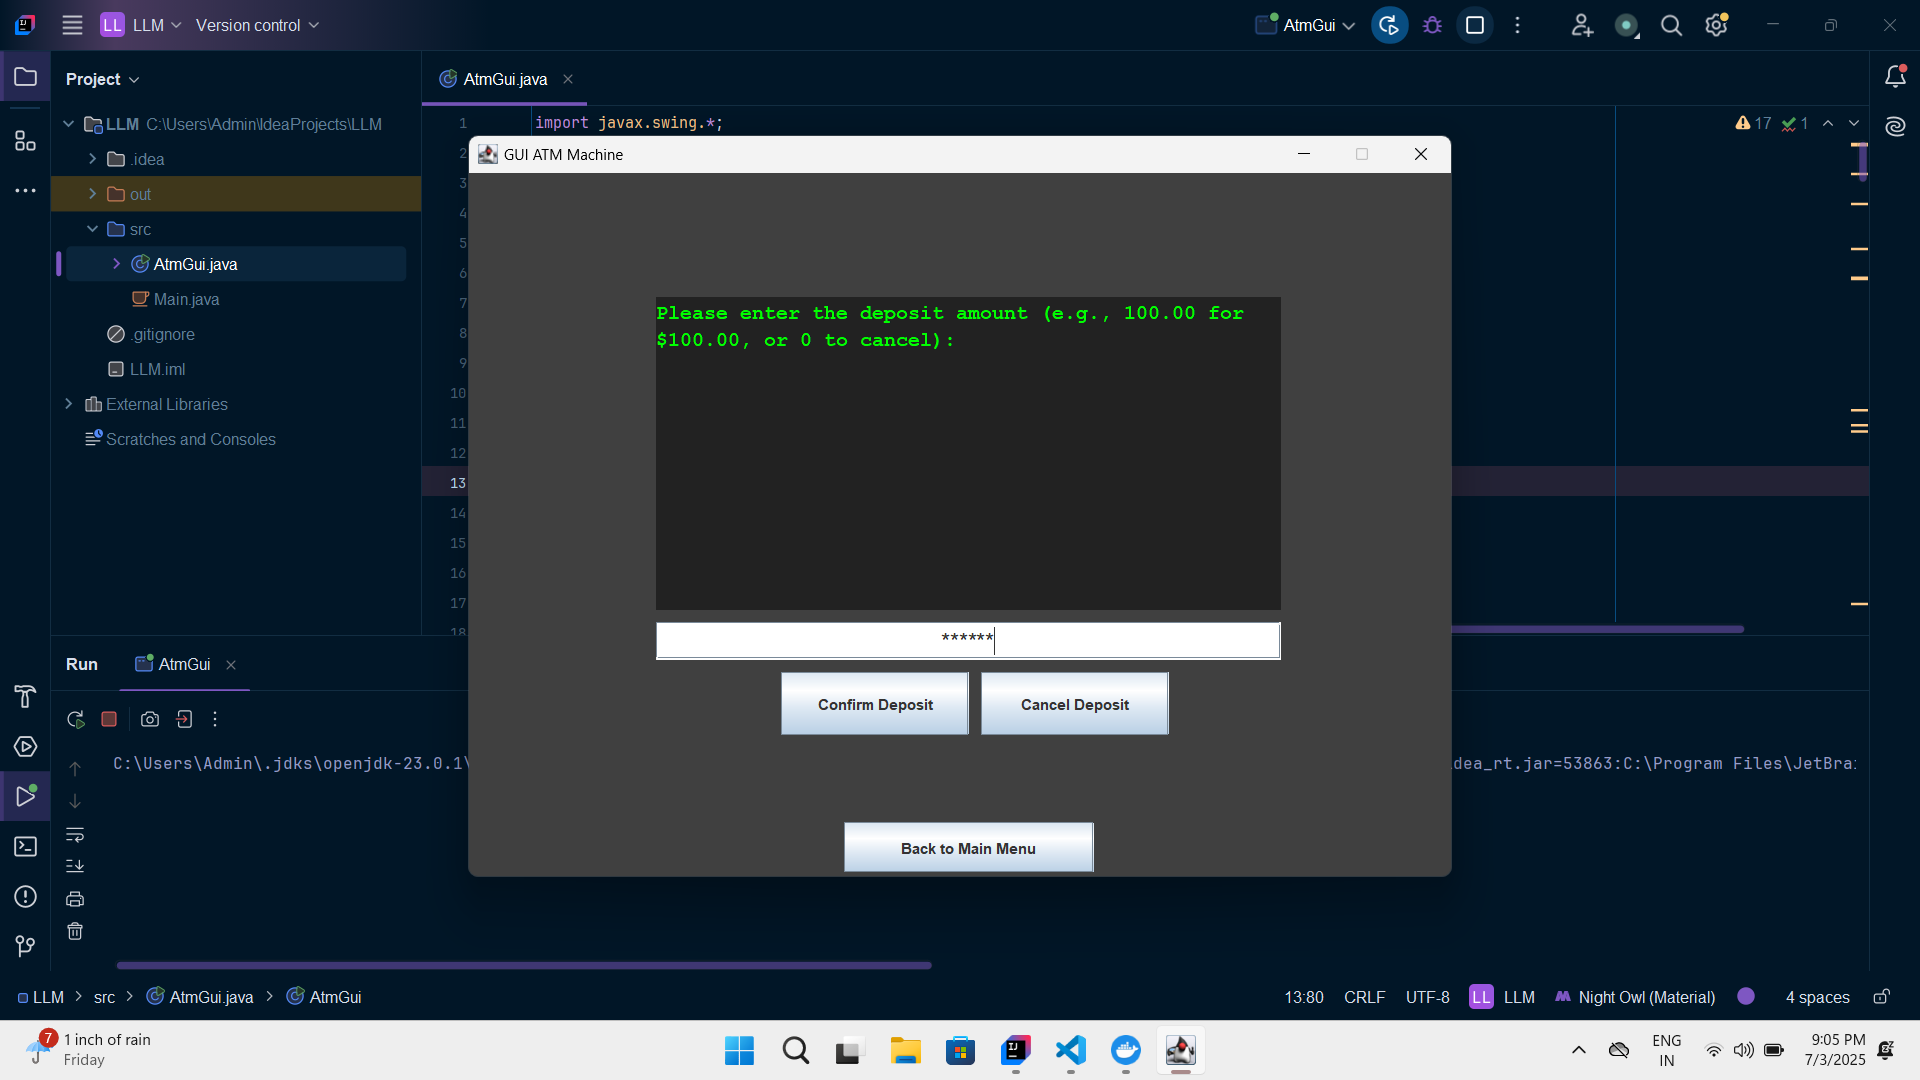 LL LLM Version control
AtmGui
Project
AtmGui.java
LLM C:\Users\Admin\IdeaProjects\LLM
.idea
out
src
AtmGui.java
Main.java
.gitignore
LLM.iml
External Libraries
Scratches and Consoles
1 import javax.swing.*;
2
3
4
5
6
7
8
9
10
11
12
13
14
15
16
17
18
17 1
GUI ATM Machine
Please enter the deposit amount (e.g., 100.00 for
$100.00, or 0 to cancel):
******
Confirm Deposit Cancel Deposit
Back to Main Menu
Run AtmGui
C:\Users\Admin\.jdks\openjdk-23.0.1\
idea_rt.jar=53863:C:\Program Files\JetBra
LLM src AtmGui.java AtmGui
13:80 CRLF UTF-8 LL LLM Night Owl (Material) 4 spaces
7 1 inch of rain
Friday
ENG
IN
9:05 PM
7/3/2025